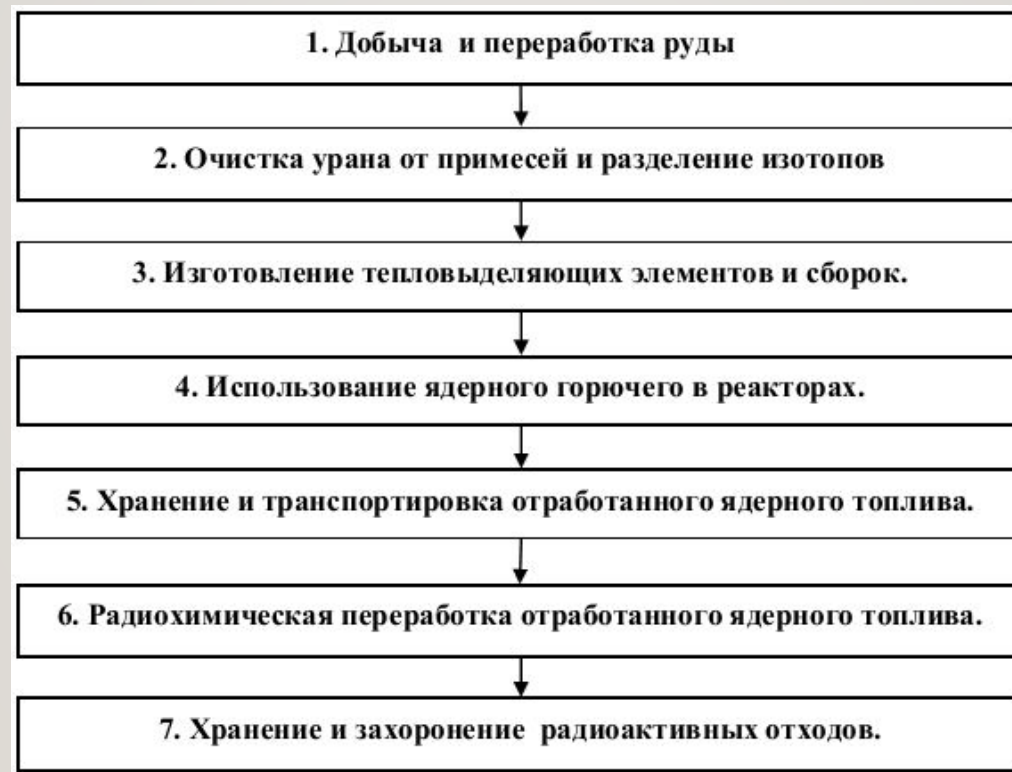 1. Добыча и переработка руды
2. Очистка урана от примесей и разделение изотопов
3. Изготовление тепловыделяющих элементов и сборок.
4. Использование ядерного горючего в реакторах.
5. Хранение и транспортировка отработанного ядерного топлива.
6. Радиохимическая переработка отработанного ядерного топлива.
7. Хранение и захоронение радиоактивных отходов.